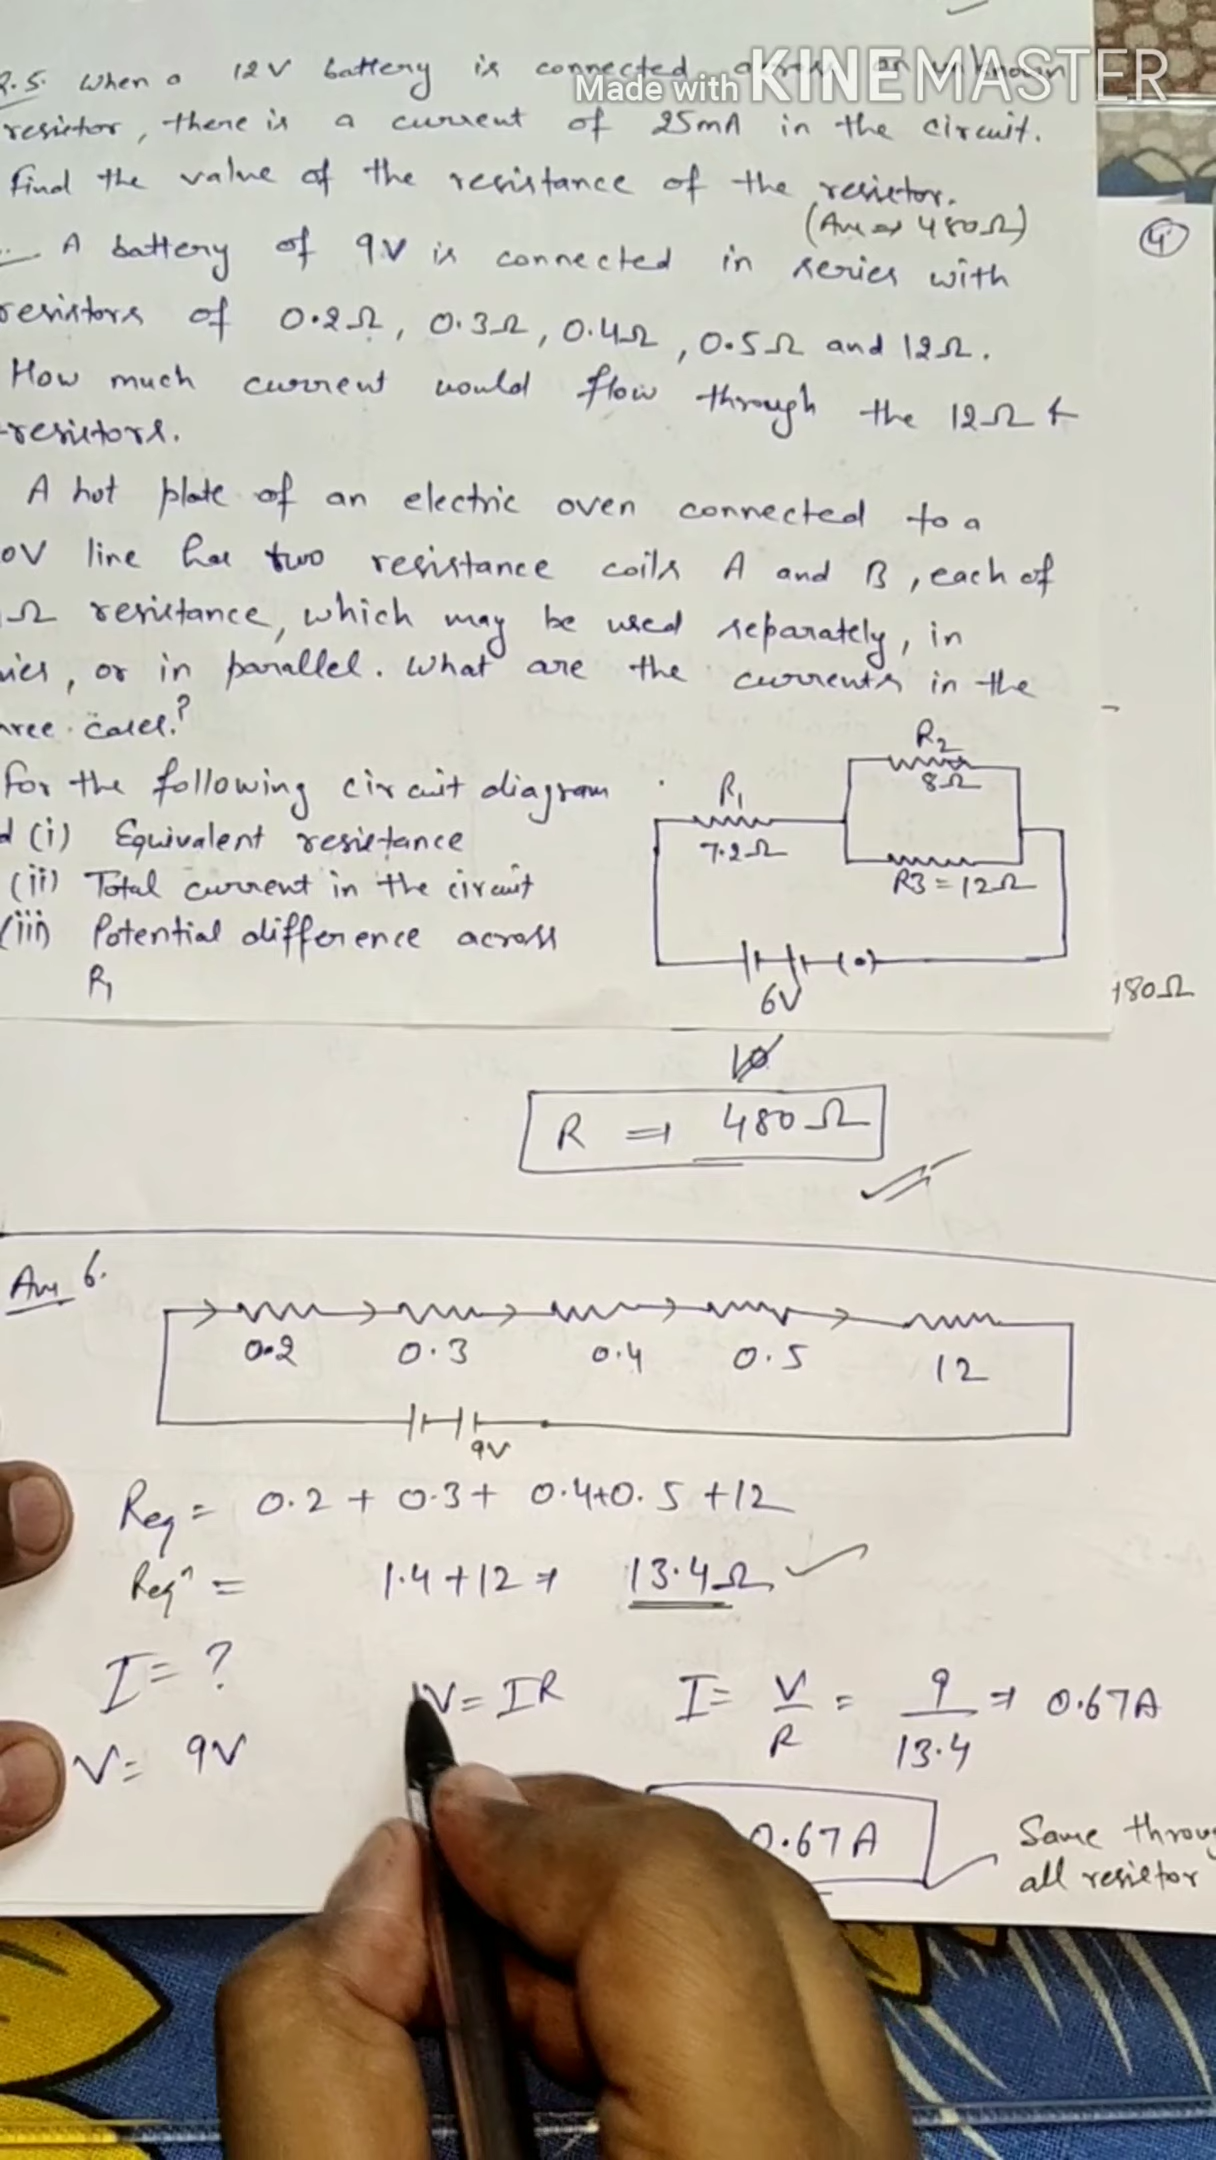 Q.5. When a 12V battery is connected across an unknown
Made with KINEMASTER
resistor, there is a current of 25mA in the circuit.
Find the value of the resistance of the resistor.
(Ans → 480Ω)
4
A battery of 9V is connected in series with
resistors of 0.2Ω, 0.3Ω, 0.4Ω, 0.5Ω and 12Ω.
How much current would flow through the 12Ω
resistors.
A hot plate of an electric oven connected to a
0V line has two resistance coils A and B, each of
Ω resistance, which may be used separately, in
ries, or in parallel. What are the currents in the
hree cases?
For the following circuit diagram
d (i) Equivalent resistance
(ii) Total current in the circuit
(iii) Potential difference across
R1
R2
8Ω
R1
7.2Ω
R3 = 12Ω
6V
480Ω
R ⇒ 480Ω
Ans 6.
0.2 0.3 0.4 0.5 12
9V
Req = 0.2 + 0.3 + 0.4+0.5 +12
Req^n = 1.4+12 ⇒ 13.4Ω
I = ?
V = IR I = V/R = 9/13.4 ⇒ 0.67A
V = 9V
0.67A
Same throu
all resistor